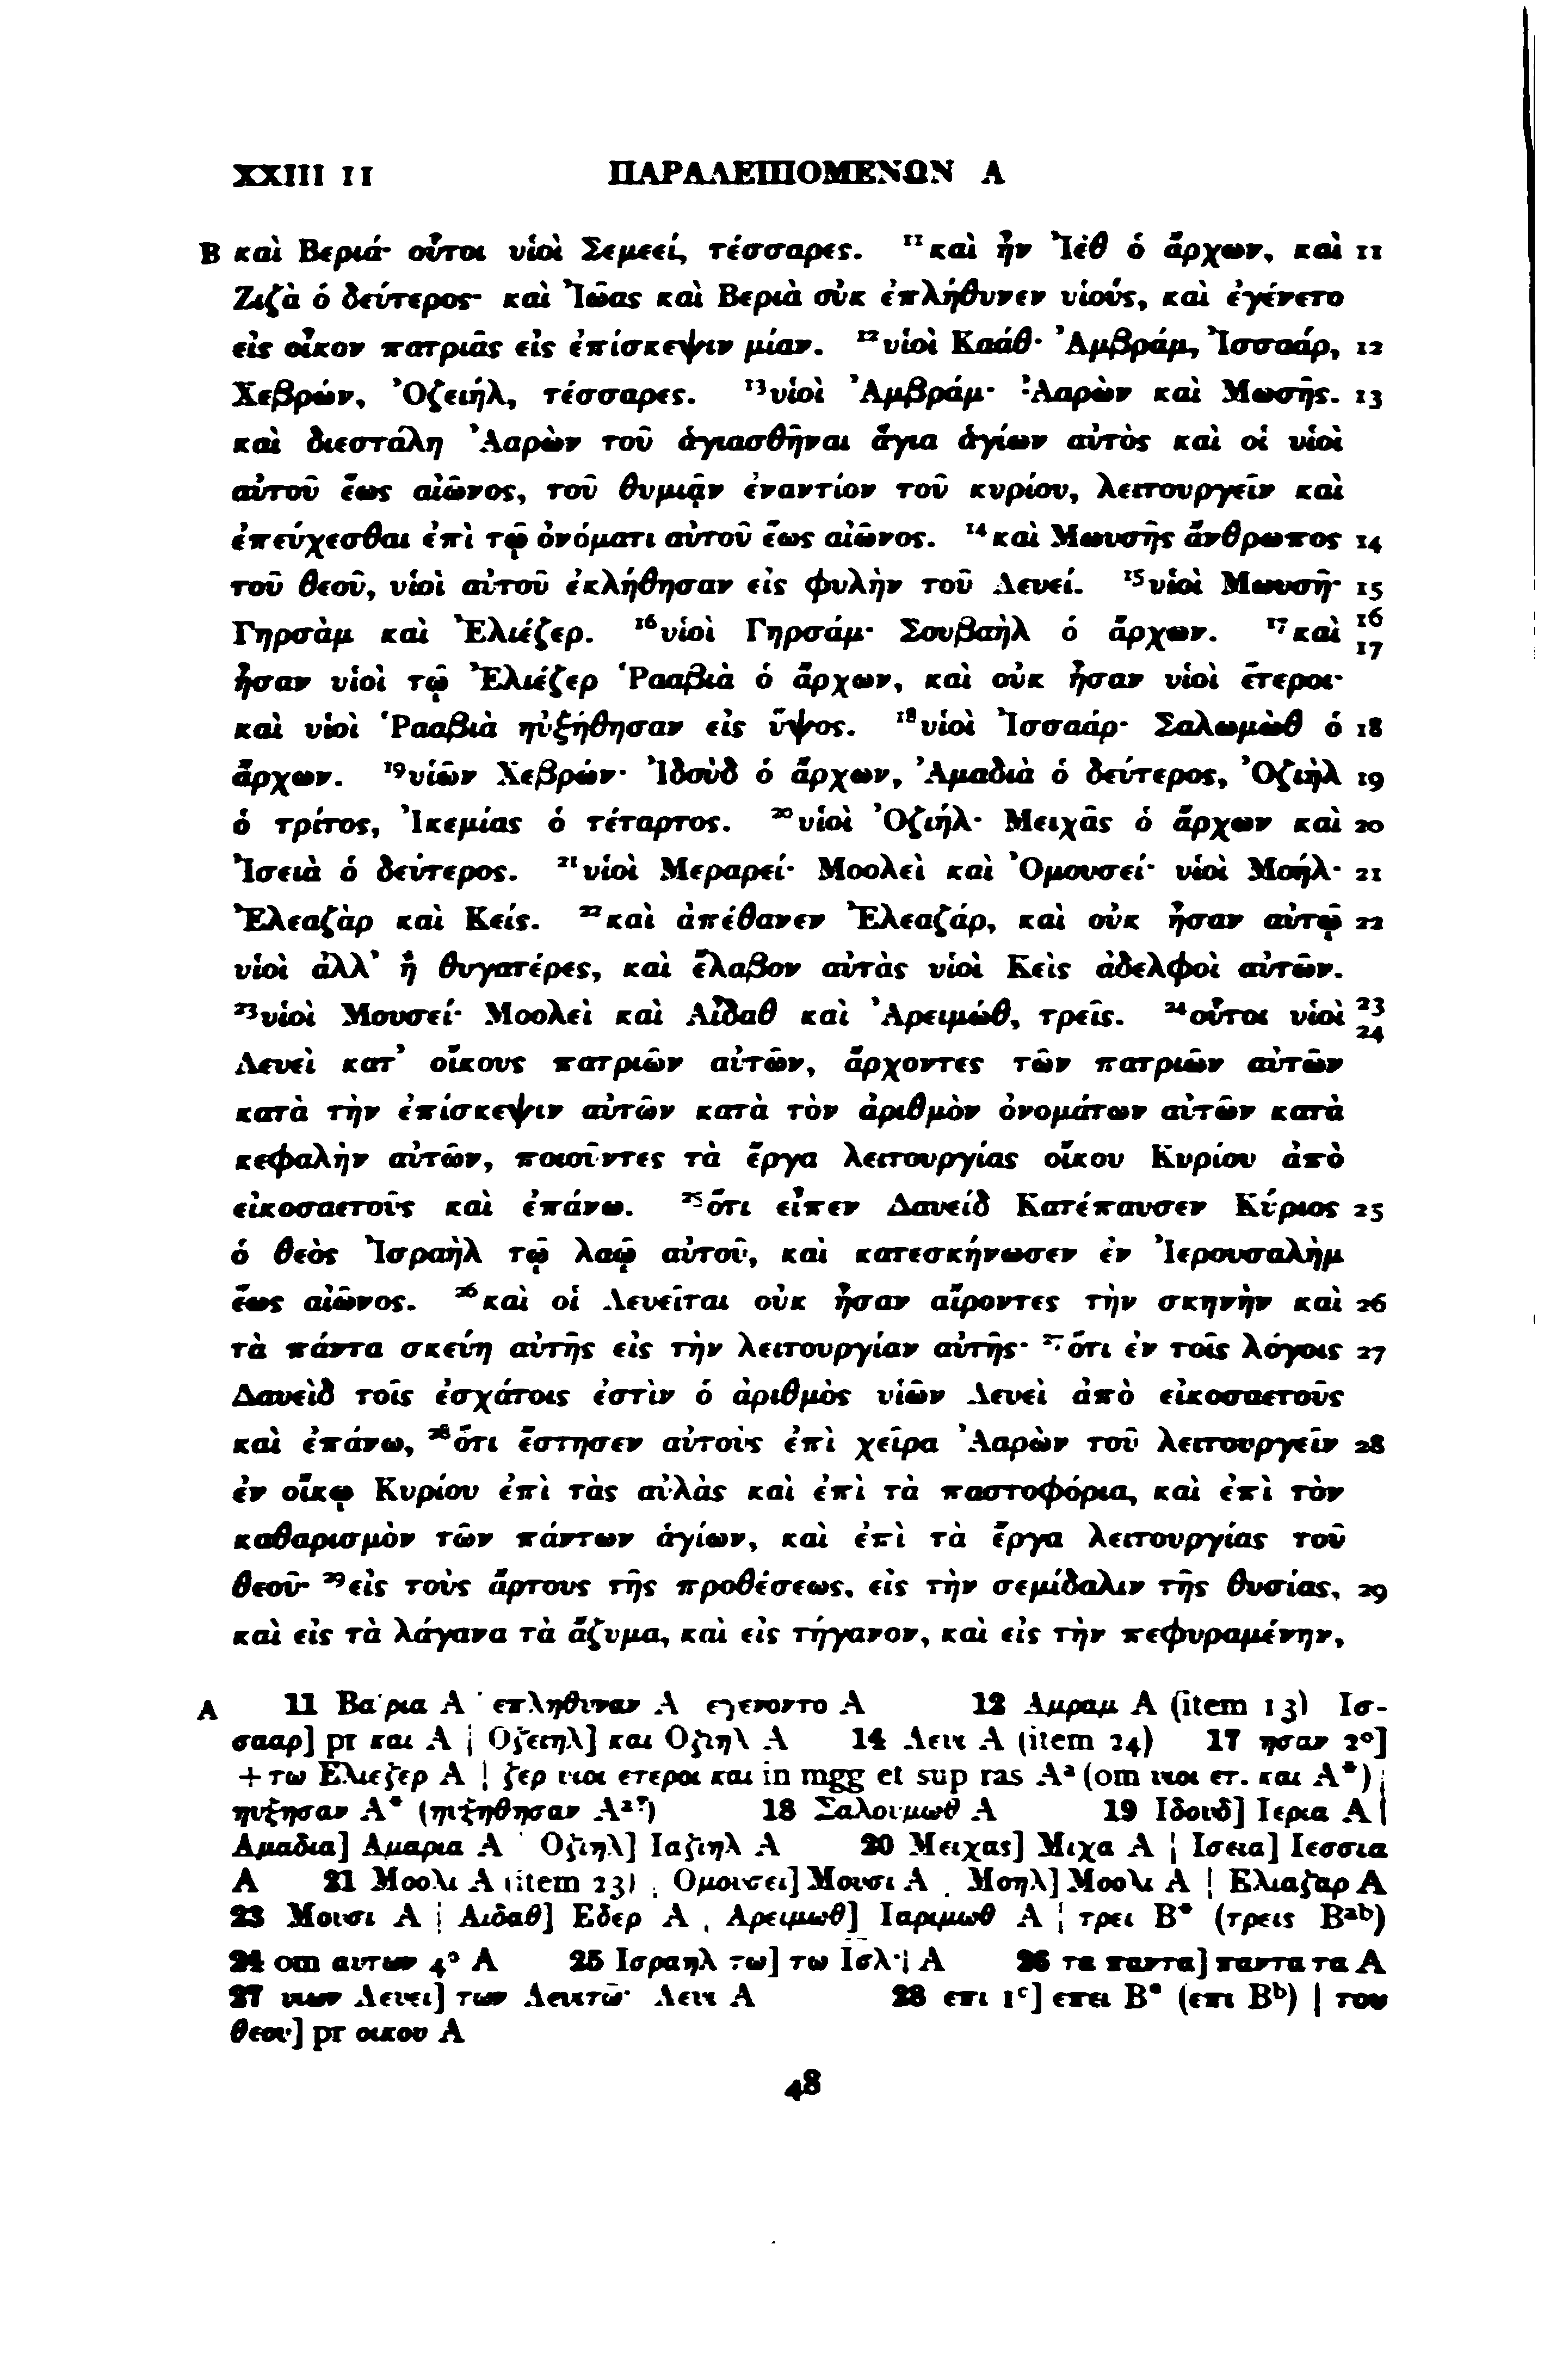 XXIII 11 ΠΑΡΑΛΕΙΠΟΜΕΝΩΝ Α
B καὶ Βεριά· οὗτοι υἱοὶ Σεμεεί, τέσσαρες. ¹¹καὶ ἦν Ἰὲθ ὁ ἄρχων, καὶ 11
Ζιζὰ ὁ δεύτερος· καὶ Ἰῶας καὶ Βεριὰ οὐκ ἐπλήθυνεν υἱούς, καὶ ἐγένετο
εἰς οἶκον πατριᾶς εἰς ἐπίσκεψιν μίαν. ¹²υἱοὶ Καάθ· Ἀμβράμ, Ἰσσαάρ, 12
Χεβρών, Ὀζειήλ, τέσσαρες. ¹³υἱοὶ Ἀμβράμ· Ἀαρὼν καὶ Μωσῆς. 13
καὶ διεστάλη Ἀαρὼν τοῦ ἁγιασθῆναι ἅγια ἁγίων αὐτὸς καὶ οἱ υἱοὶ
αὐτοῦ ἕως αἰῶνος, τοῦ θυμιᾷν ἐναντίον τοῦ κυρίου, λειτουργεῖν καὶ
ἐπεύχεσθαι ἐπὶ τῷ ὀνόματι αὐτοῦ ἕως αἰῶνος. ¹⁴καὶ Μωυσῆς ἄνθρωπος 14
τοῦ θεοῦ, υἱοὶ αὐτοῦ ἐκλήθησαν εἰς φυλὴν τοῦ Λευεί. ¹⁵υἱοὶ Μωυσῆ· 15
Γηρσὰμ καὶ Ἐλιέζερ. ¹⁶υἱοὶ Γηρσάμ· Σουβαὴλ ὁ ἄρχων. ¹⁷καὶ 16 17
ἦσαν υἱοὶ τῷ Ἐλιέζερ Ῥααβιὰ ὁ ἄρχων, καὶ οὐκ ἦσαν υἱοὶ ἕτεροι·
καὶ υἱοὶ Ῥααβιὰ ηὐξήθησαν εἰς ὕψος. ¹⁸υἱοὶ Ἰσσαάρ· Σαλωμὼθ ὁ 18
ἄρχων. ¹⁹υἱῶν Χεβρών· Ἰδοὺδ ὁ ἄρχων, Ἀμαδιὰ ὁ δεύτερος, Ὀζιὴλ 19
ὁ τρίτος, Ἰκεμίας ὁ τέταρτος. ²⁰υἱοὶ Ὀζιήλ· Μειχᾶς ὁ ἄρχων καὶ 20
Ἰσειὰ ὁ δεύτερος. ²¹υἱοὶ Μεραρεί· Μοολεὶ καὶ Ὁμουσεί· υἱοὶ Μοήλ· 21
Ἐλεαζὰρ καὶ Κείς. ²²καὶ ἀπέθανεν Ἐλεαζάρ, καὶ οὐκ ἦσαν αὐτῷ 22
υἱοὶ ἀλλ’ ἢ θυγατέρες, καὶ ἔλαβον αὐτὰς υἱοὶ Κεὶς ἀδελφοὶ αὐτῶν.
²³υἱοὶ Μουσεί· Μοολεὶ καὶ Αἴδαθ καὶ Ἀρειμώθ, τρεῖς. ²⁴οὗτοι υἱοὶ 23 24
Λευεὶ κατ’ οἴκους πατριῶν αὐτῶν, ἄρχοντες τῶν πατριῶν αὐτῶν
κατὰ τὴν ἐπίσκεψιν αὐτῶν κατὰ τὸν ἀριθμὸν ὀνομάτων αὐτῶν κατὰ
κεφαλὴν αὐτῶν, ποιοῦντες τὰ ἔργα λειτουργίας οἴκου Κυρίου ἀπὸ
εἰκοσαετοῦς καὶ ἐπάνω. ²⁵ὅτι εἶπεν Δαυείδ Κατέπαυσεν Κύριος 25
ὁ θεὸς Ἰσραὴλ τῷ λαῷ αὐτοῦ, καὶ κατεσκήνωσεν ἐν Ἰερουσαλὴμ
ἕως αἰῶνος. ²⁶καὶ οἱ Λευεῖται οὐκ ἦσαν αἴροντες τὴν σκηνὴν καὶ 26
τὰ πάντα σκεύη αὐτῆς εἰς τὴν λειτουργίαν αὐτῆς· ²⁷ὅτι ἐν τοῖς λόγοις 27
Δαυεὶδ τοῖς ἐσχάτοις ἐστὶν ὁ ἀριθμὸς υἱῶν Λευεὶ ἀπὸ εἰκοσαετοῦς
καὶ ἐπάνω, ²⁸ὅτι ἔστησεν αὐτοὺς ἐπὶ χεῖρα Ἀαρὼν τοῦ λειτουργεῖν 28
ἐν οἴκῳ Κυρίου ἐπὶ τὰς αὐλὰς καὶ ἐπὶ τὰ παστοφόρια, καὶ ἐπὶ τὸν
καθαρισμὸν τῶν πάντων ἁγίων, καὶ ἐπὶ τὰ ἔργα λειτουργίας τοῦ
θεοῦ· ²⁹εἰς τοὺς ἄρτους τῆς προθέσεως, εἰς τὴν σεμίδαλιν τῆς θυσίας, 29
καὶ εἰς τὰ λάγανα τὰ ἄζυμα, καὶ εἰς τήγανον, καὶ εἰς τὴν πεφυραμένην,
A 11 Βαρια A | επληθυναν A εγενοντο A 12 Αμραμ A (item 13) Ισ-
σααρ] pr και A | Οζειηλ] και Οζιηλ A 14 Λευι A (item 24) 17 ησαν 2°]
+τω Ελιεζερ A | ζερ υιοι ετεροι και in mgg et sup ras Aᵃ (om υιοι ετ. και A*) |
ηυξησαν A* (ηυξηθησαν Aᵃ?) 18 Σαλουμωθ A 19 Ιδουδ] Ιερια A |
Αμαδια] Αμαρια A | Οζιηλ] Ιαζιηλ A 20 Μειχας] Μιχα A | Ισεια] Ιεσσια
A 21 Μοολι A (item 23) | Ομουσει] Μουσι A | Μοηλ] Μοολι A | Ελιαζαρ A
23 Μουσι A | Αιδαθ] Εδερ A | Αρειμωθ] Ιαριμωθ A | τρει B* (τρεις Bᵃᵇ)
24 om αυτων 4° A 25 Ισραηλ τω] τω Ισλ· | A 26 τα παντα] παντα τα A
27 υιων Λευει] των Λευιτω̄· Λευι A 28 επι 1°] επει B* (επι Bᵇ) | του
θεου] pr οικου A
48